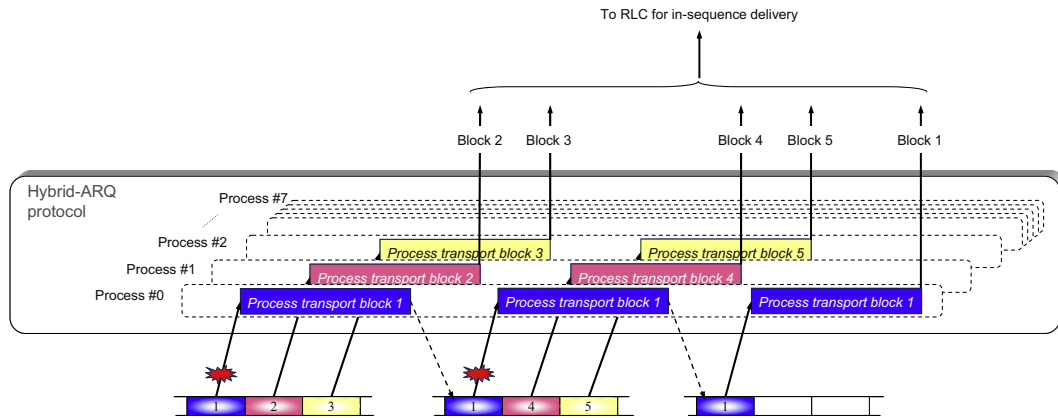 To RLC for in-sequence delivery
Block 2
Block 3
Block 4
Block 5
Block 1
Hybrid-ARQ
protocol
Process #7
Process #2
Process #1
Process #0
Process transport block 3
Process transport block 5
Process transport block 2
Process transport block 4
Process transport block 1
Process transport block 1
Process transport block 1
1
2
3
1
4
5
1